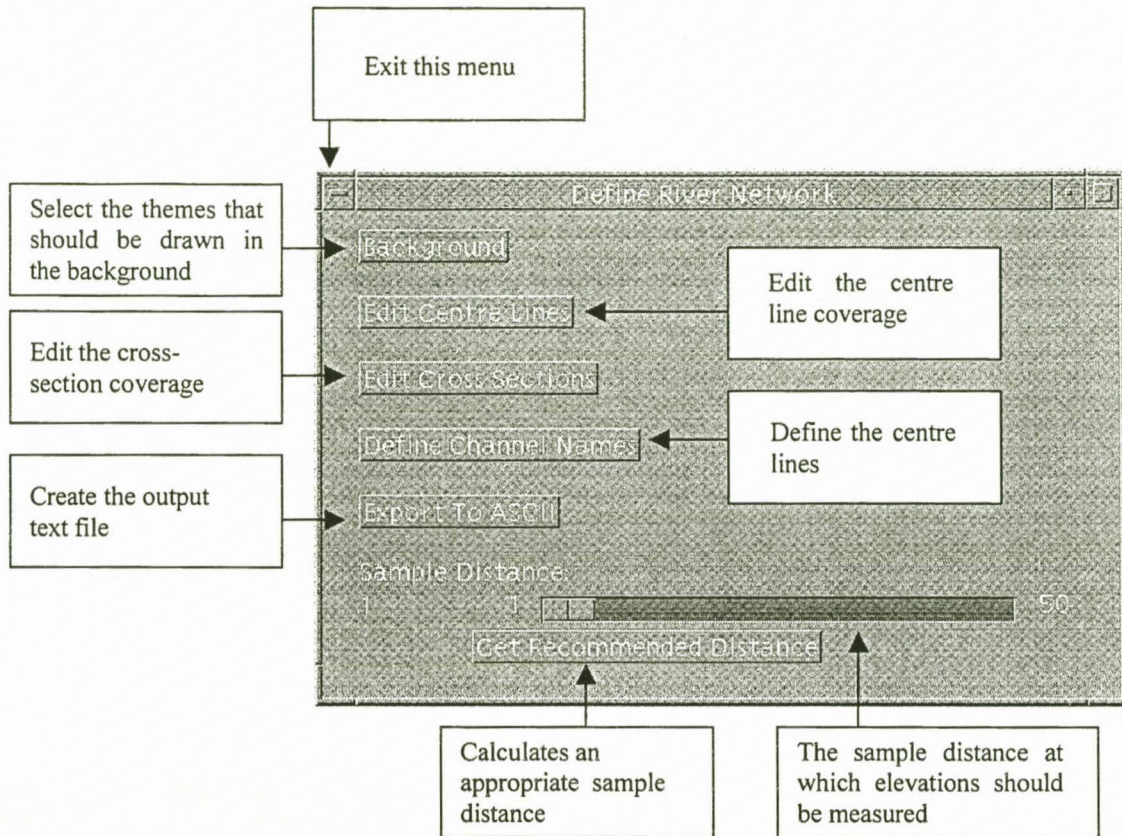 Exit this menu
Define River Network
Select the themes that
should be drawn in
the background
Background
Edit the centre
line coverage
Edit Centre Lines
Edit the cross-
section coverage
Edit Cross Sections
Define the centre
lines
Define Channel Names
Create the output
text file
Export To ASCII
Sample Distance:
1 1 50
Get Recommended Distance
Calculates an
appropriate sample
distance
The sample distance at
which elevations should
be measured